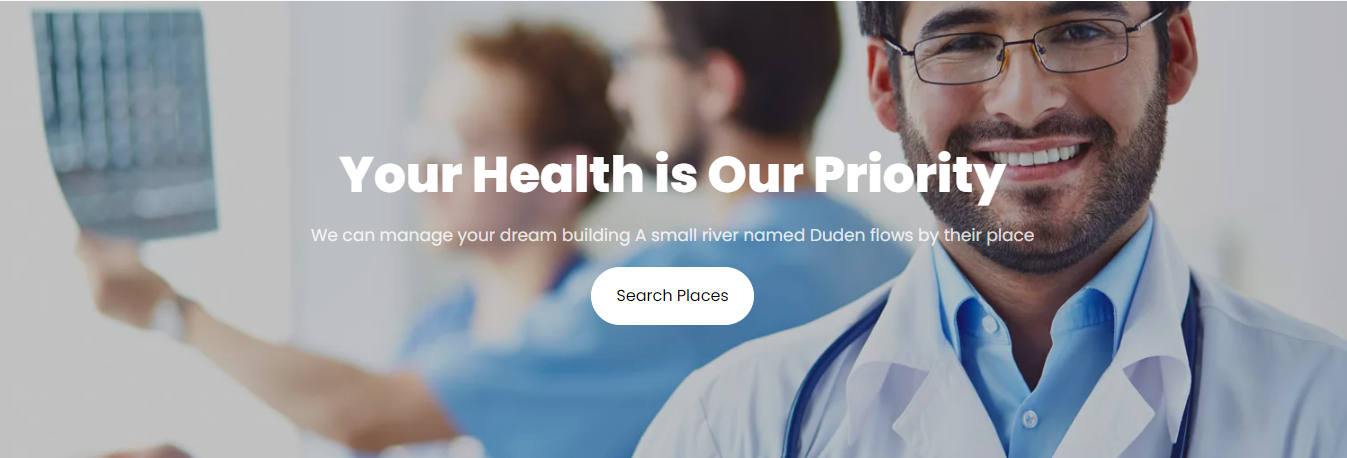 Your Health is Our Priority
We can manage your dream building A small river named Duden flows by their place
Search Places